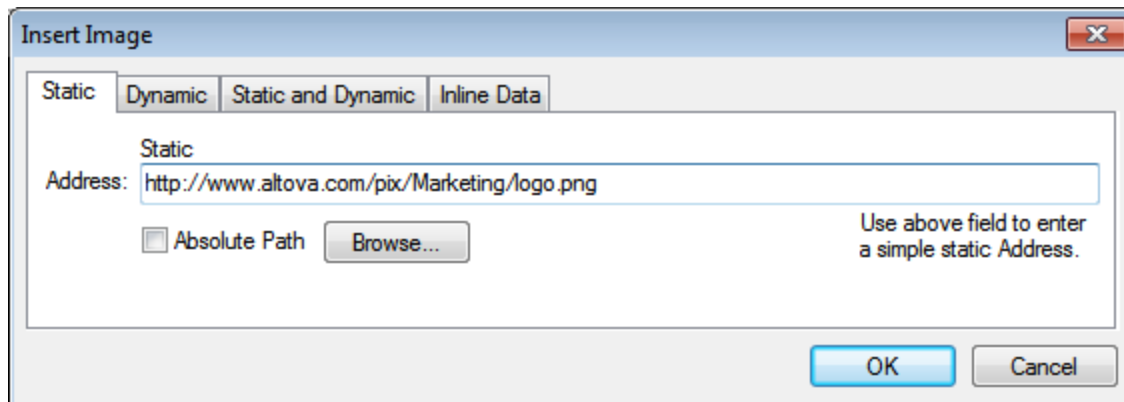 Insert Image
Static Dynamic Static and Dynamic Inline Data
Static
Address: http://www.altova.com/pix/Marketing/logo.png
Absolute Path Browse... Use above field to enter
a simple static Address.
OK Cancel